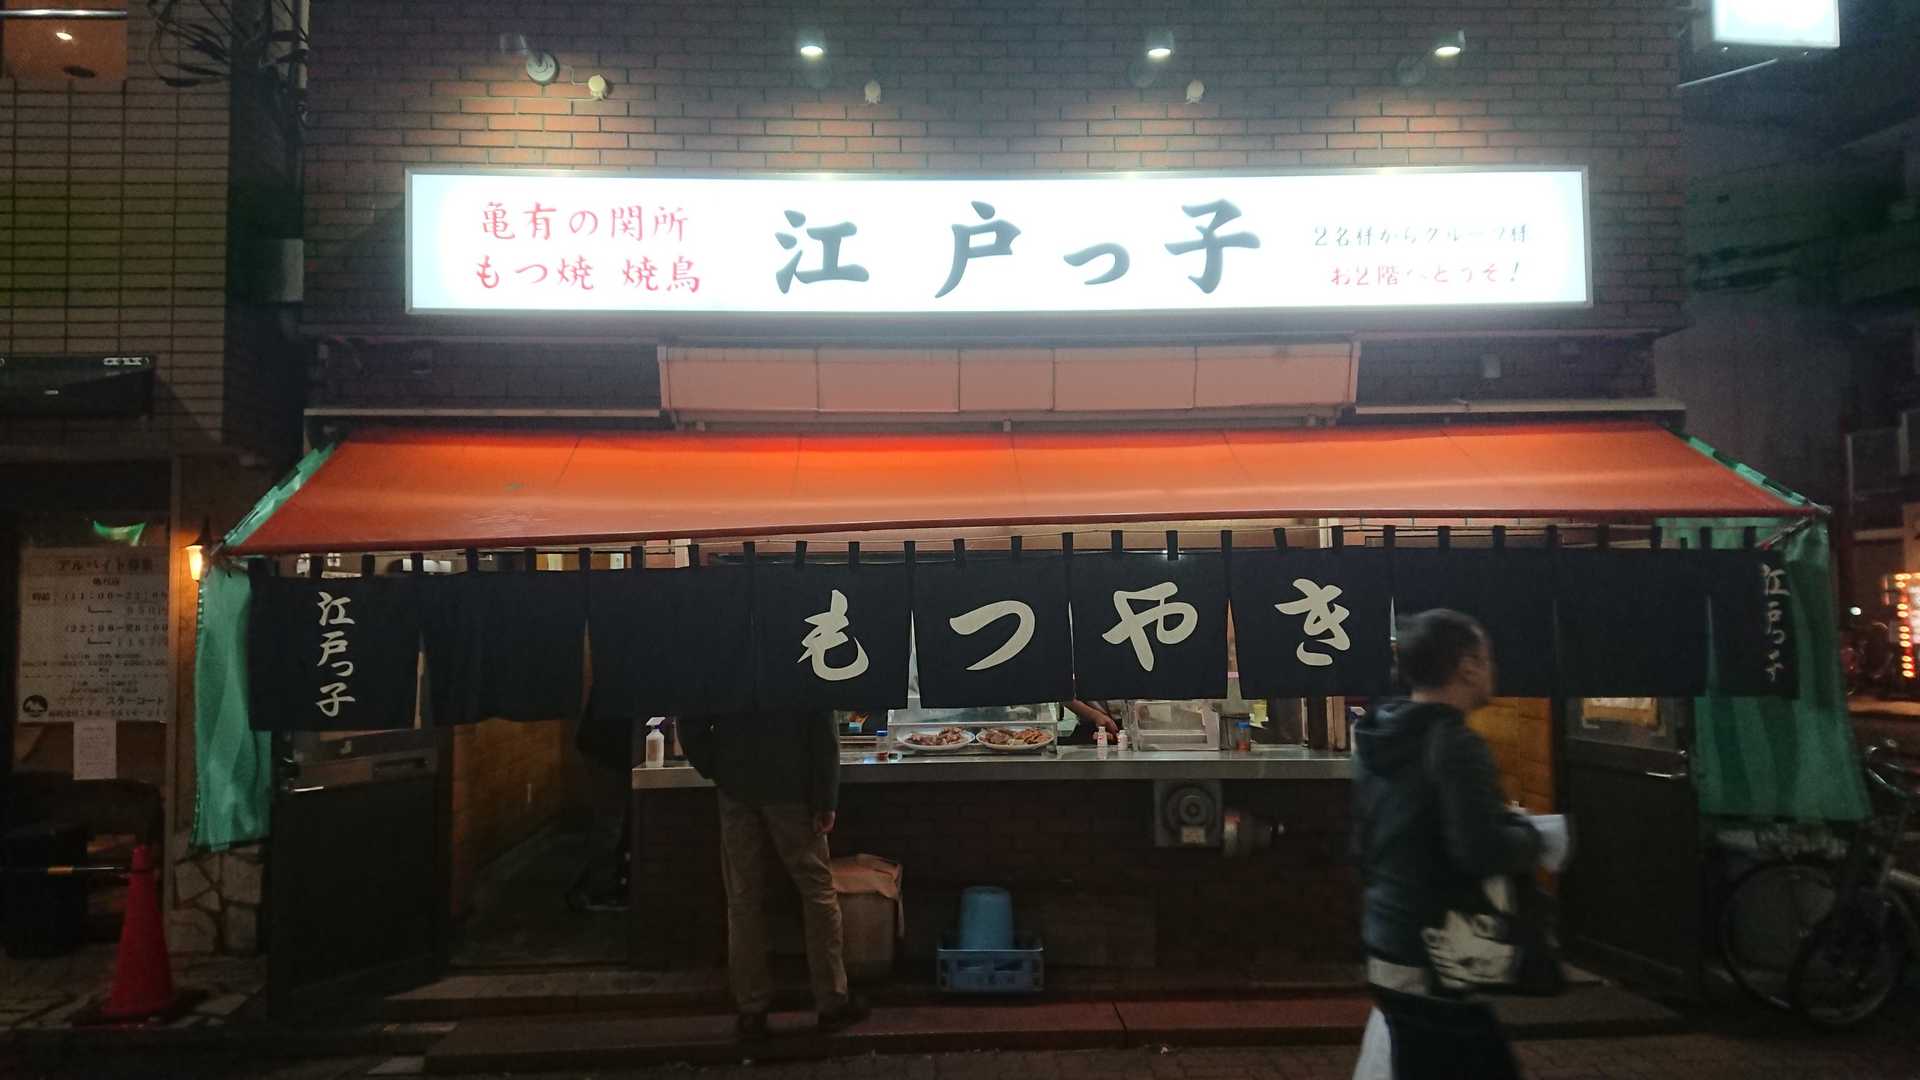 亀有の関所
もつ焼 焼鳥
江戸っ子
2名様からグループ様
お2階へどうぞ!
江戸っ子
もつやき
江戸っ子
アルバイト募集